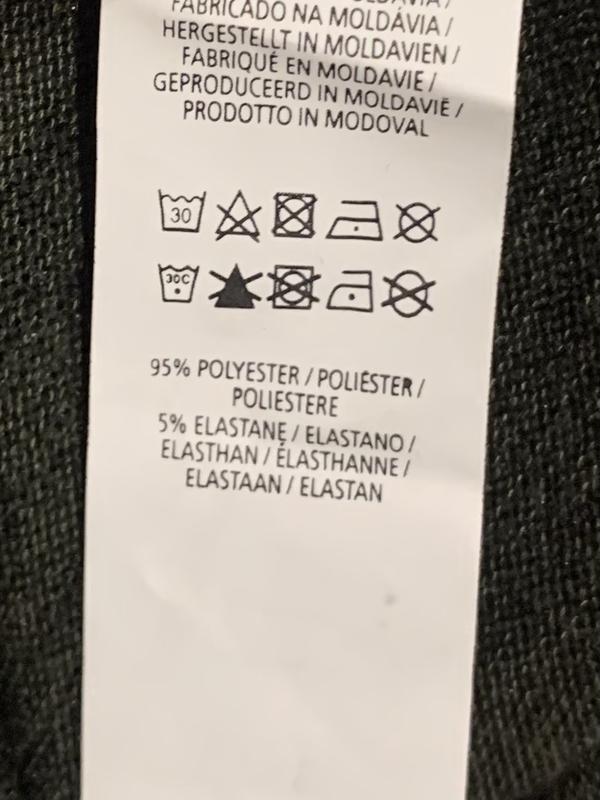 FABRICADO NA MOLDÁVIA /
HERGESTELLT IN MOLDAVIEN /
FABRIQUÉ EN MOLDAVIE /
GEPRODUCEERD IN MOLDAVIË /
PRODOTTO IN MODOVAL
30
30C
95% POLYESTER / POLIÉSTER /
POLIESTERE
5% ELASTANE / ELASTANO /
ELASTHAN / ÉLASTHANNE /
ELASTAAN / ELASTAN